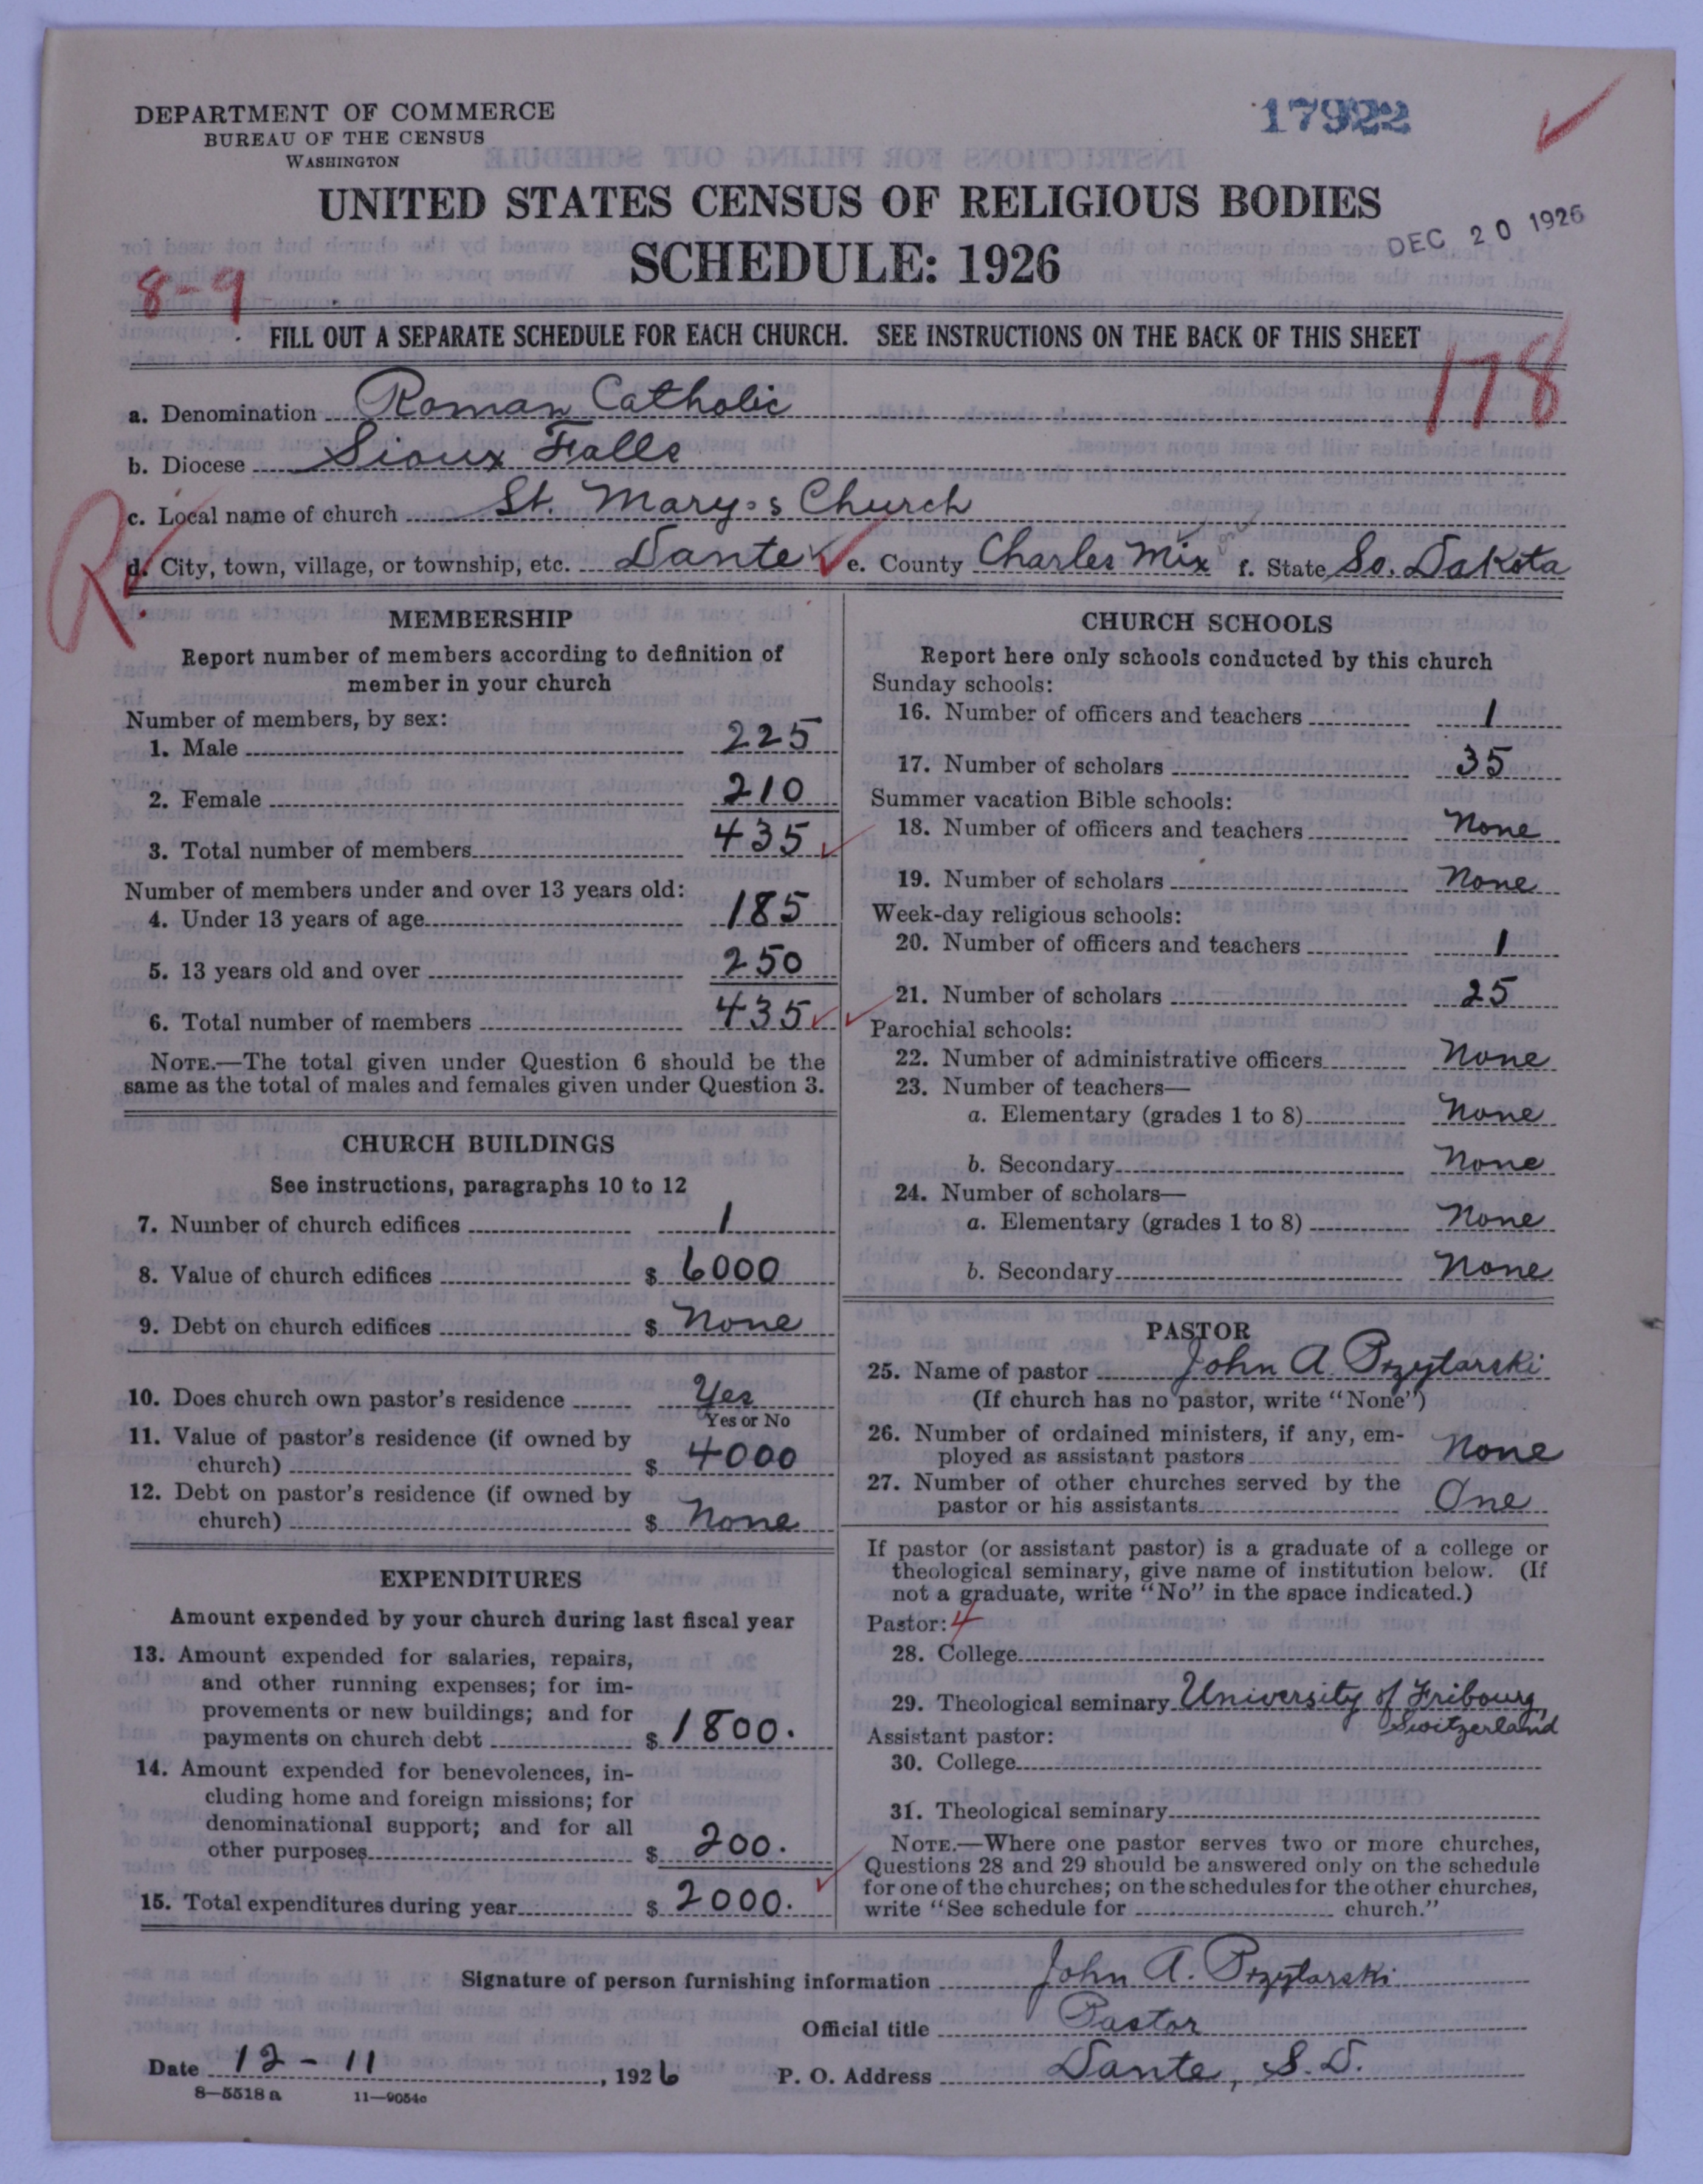 DEPARTMENT OF COMMERCE
BUREAU OF THE CENSUS
WASHINGTON
17922
UNITED STATES CENSUS OF RELIGIOUS BODIES
SCHEDULE: 1926
DEC 20 1926
8-9
FILL OUT A SEPARATE SCHEDULE FOR EACH CHURCH. SEE INSTRUCTIONS ON THE BACK OF THIS SHEET
178
a. Denomination Roman Catholic
b. Diocese Sioux Falls
c. Local name of church St. Mary's Church
d. City, town, village, or township, etc. Dante e. County Charles Mix f. State So. Dakota
R
MEMBERSHIP
Report number of members according to definition of
member in your church
Number of members, by sex:
1. Male 225
2. Female 210
3. Total number of members 435
Number of members under and over 13 years old:
4. Under 13 years of age 185
5. 13 years old and over 250
6. Total number of members 435
NOTE.—The total given under Question 6 should be the
same as the total of males and females given under Question 3.
CHURCH BUILDINGS
See instructions, paragraphs 10 to 12
7. Number of church edifices 1
8. Value of church edifices $ 6000
9. Debt on church edifices $ None
10. Does church own pastor's residence Yes
Yes or No
11. Value of pastor's residence (if owned by
church) $ 4000
12. Debt on pastor's residence (if owned by
church) $ None
EXPENDITURES
Amount expended by your church during last fiscal year
13. Amount expended for salaries, repairs,
and other running expenses; for im-
provements or new buildings; and for
payments on church debt $ 1800.
14. Amount expended for benevolences, in-
cluding home and foreign missions; for
denominational support; and for all
other purposes $ 200.
15. Total expenditures during year $ 2000.
CHURCH SCHOOLS
Report here only schools conducted by this church
Sunday schools:
16. Number of officers and teachers 1
17. Number of scholars 35
Summer vacation Bible schools:
18. Number of officers and teachers None
19. Number of scholars None
Week-day religious schools:
20. Number of officers and teachers 1
21. Number of scholars 25
Parochial schools:
22. Number of administrative officers None
23. Number of teachers—
a. Elementary (grades 1 to 8) None
b. Secondary None
24. Number of scholars—
a. Elementary (grades 1 to 8) None
b. Secondary None
PASTOR
25. Name of pastor John A. Przytarski
(If church has no pastor, write "None")
26. Number of ordained ministers, if any, em-
ployed as assistant pastors None
27. Number of other churches served by the
pastor or his assistants One
If pastor (or assistant pastor) is a graduate of a college or
theological seminary, give name of institution below. (If
not a graduate, write "No" in the space indicated.)
Pastor: 4
28. College
29. Theological seminary University of Fribourg,
Switzerland
Assistant pastor:
30. College
31. Theological seminary
NOTE.—Where one pastor serves two or more churches,
Questions 28 and 29 should be answered only on the schedule
for one of the churches; on the schedules for the other churches,
write "See schedule for church."
Signature of person furnishing information John A. Przytarski
Official title Pastor
Date 12-11, 1926 P. O. Address Dante, S. D.
8-5518 a 11-9054c